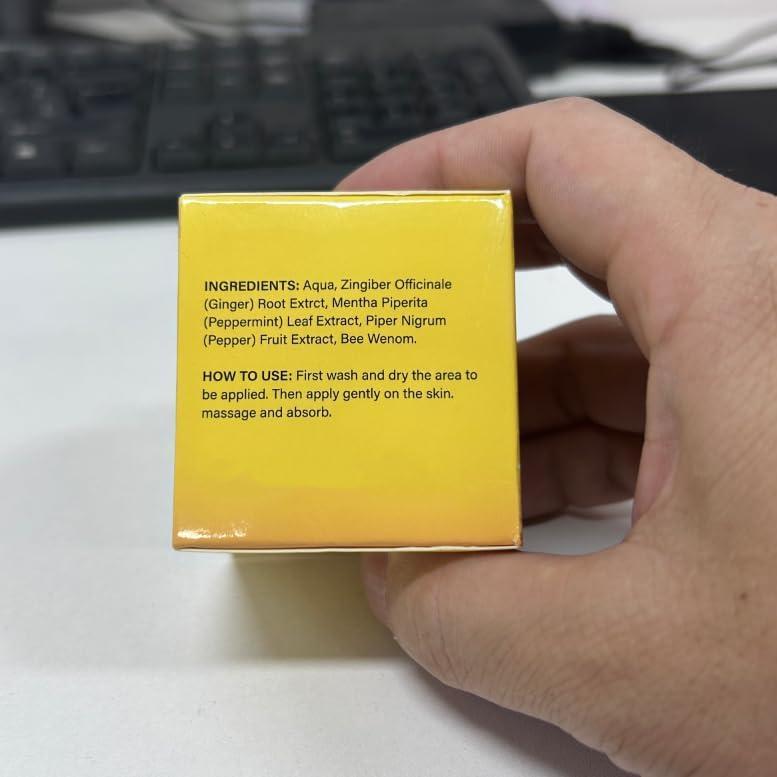 INGREDIENTS: Aqua, Zingiber Officinale
(Ginger) Root Extrct, Mentha Piperita
(Peppermint) Leaf Extract, Piper Nigrum
(Pepper) Fruit Extract, Bee Wenom.
HOW TO USE: First wash and dry the area to
be applied. Then apply gently on the skin.
massage and absorb.